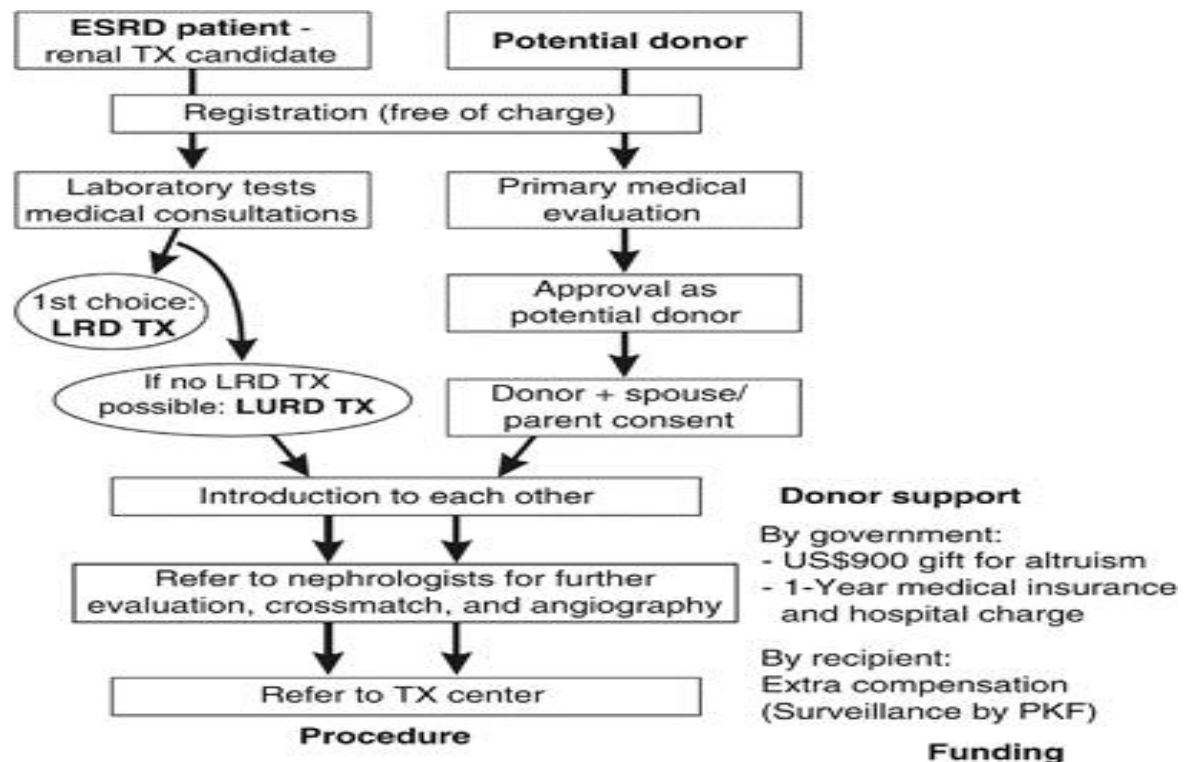 ESRD patient -
renal TX candidate
Potential donor
Registration (free of charge)
Laboratory tests
medical consultations
Primary medical
evaluation
1st choice:
LRD TX
Approval as
potential donor
If no LRD TX
possible: LURD TX
Donor + spouse/
parent consent
Introduction to each other
Refer to nephrologists for further
evaluation, crossmatch, and angiography
Refer to TX center
Procedure
Donor support
By government:
- US$900 gift for altruism
- 1-Year medical insurance
and hospital charge
By recipient:
Extra compensation
(Surveillance by PKF)
Funding